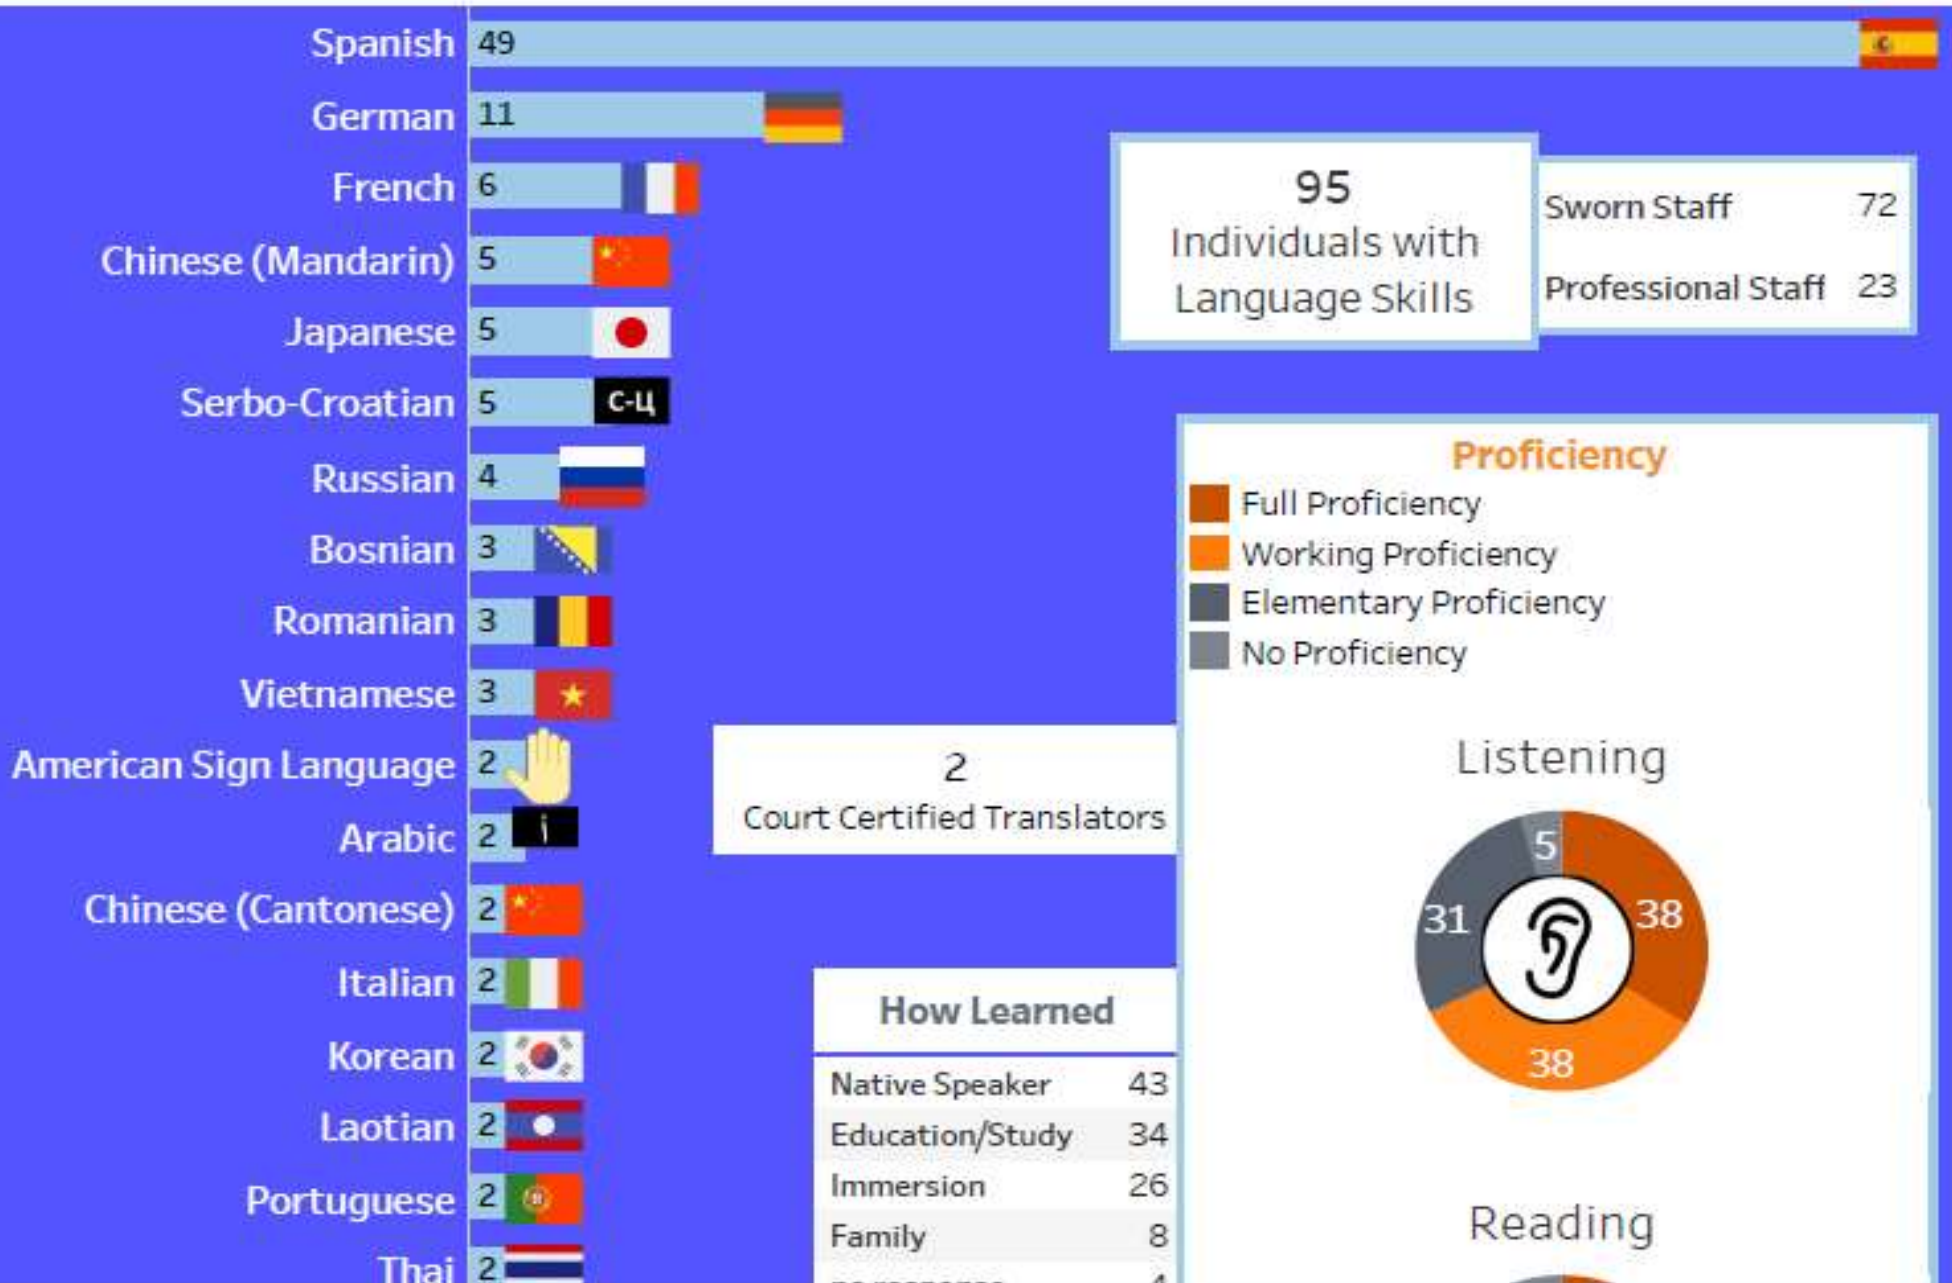 Spanish 49
German 11
French 6
Chinese (Mandarin) 5
Japanese 5
Serbo-Croatian 5 С-Ц
Russian 4
Bosnian 3
Romanian 3
Vietnamese 3
American Sign Language 2
Arabic 2 أ
Chinese (Cantonese) 2
Italian 2
Korean 2
Laotian 2
Portuguese 2
Thai 2
95
Individuals with
Language Skills
Sworn Staff 72
Professional Staff 23
2
Court Certified Translators
How Learned
Native Speaker 43
Education/Study 34
Immersion 26
Family 8
Proficiency
Full Proficiency
Working Proficiency
Elementary Proficiency
No Proficiency
Listening
5
38
31
38
Reading